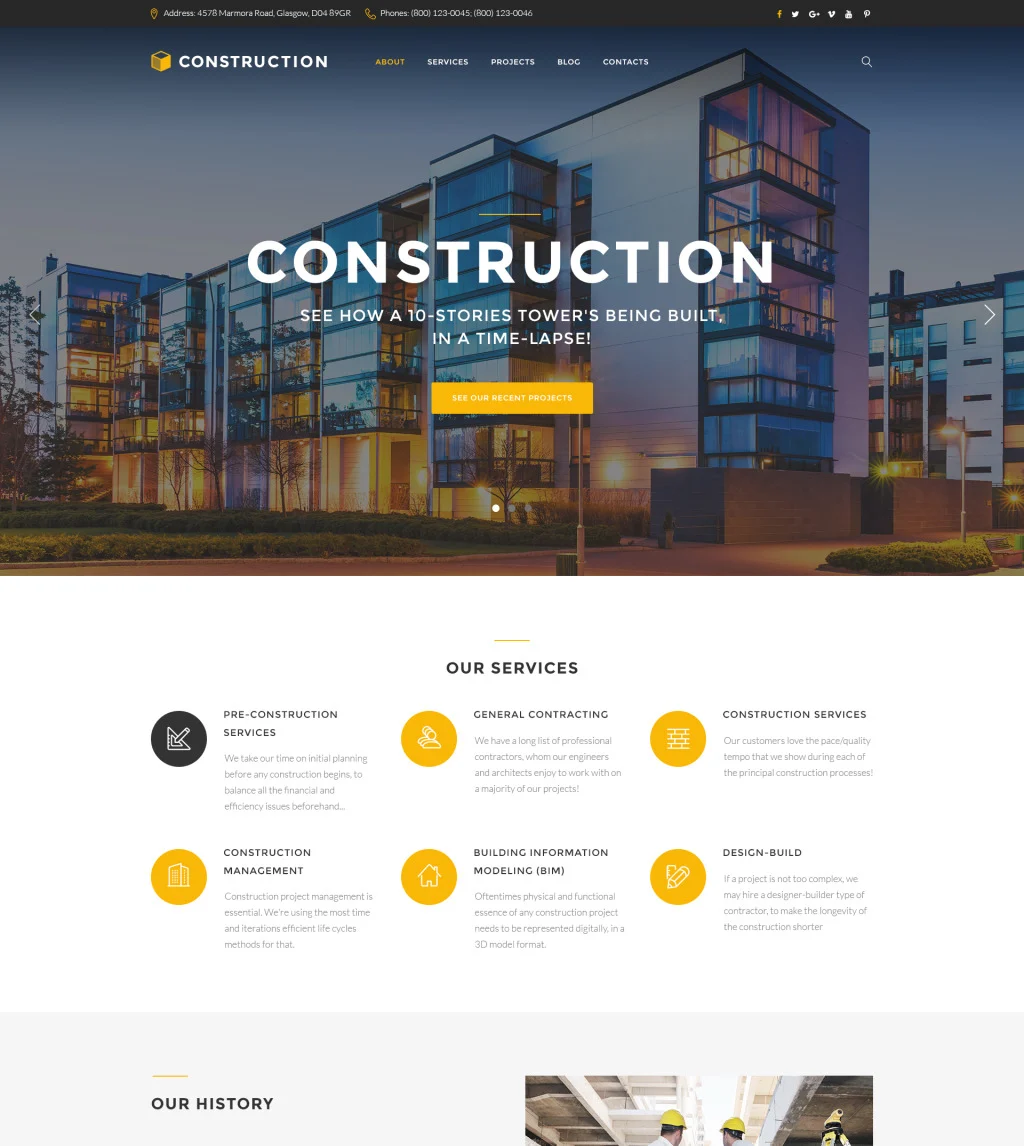 Address: 4578 Marmora Road, Glasgow, D04 89GR Phones: (800) 123-0045; (800) 123-0046
CONSTRUCTION ABOUT SERVICES PROJECTS BLOG CONTACTS
CONSTRUCTION
SEE HOW A 10-STORIES TOWER'S BEING BUILT,
IN A TIME-LAPSE!
SEE OUR RECENT PROJECTS
OUR SERVICES
PRE-CONSTRUCTION
SERVICES
We take our time on initial planning
before any construction begins, to
balance all the financial and
efficiency issues beforehand...
GENERAL CONTRACTING
We have a long list of professional
contractors, whom our engineers
and architects enjoy to work with on
a majority of our projects!
CONSTRUCTION SERVICES
Our customers love the pace/quality
tempo that we show during each of
the principal construction processes!
CONSTRUCTION
MANAGEMENT
Construction project management is
essential. We're using the most time
and iterations efficient life cycles
methods for that.
BUILDING INFORMATION
MODELING (BIM)
Oftentimes physical and functional
essence of any construction project
needs to be represented digitally, in a
3D model format.
DESIGN-BUILD
If a project is not too complex, we
may hire a designer-builder type of
contractor, to make the longevity of
the construction shorter
OUR HISTORY